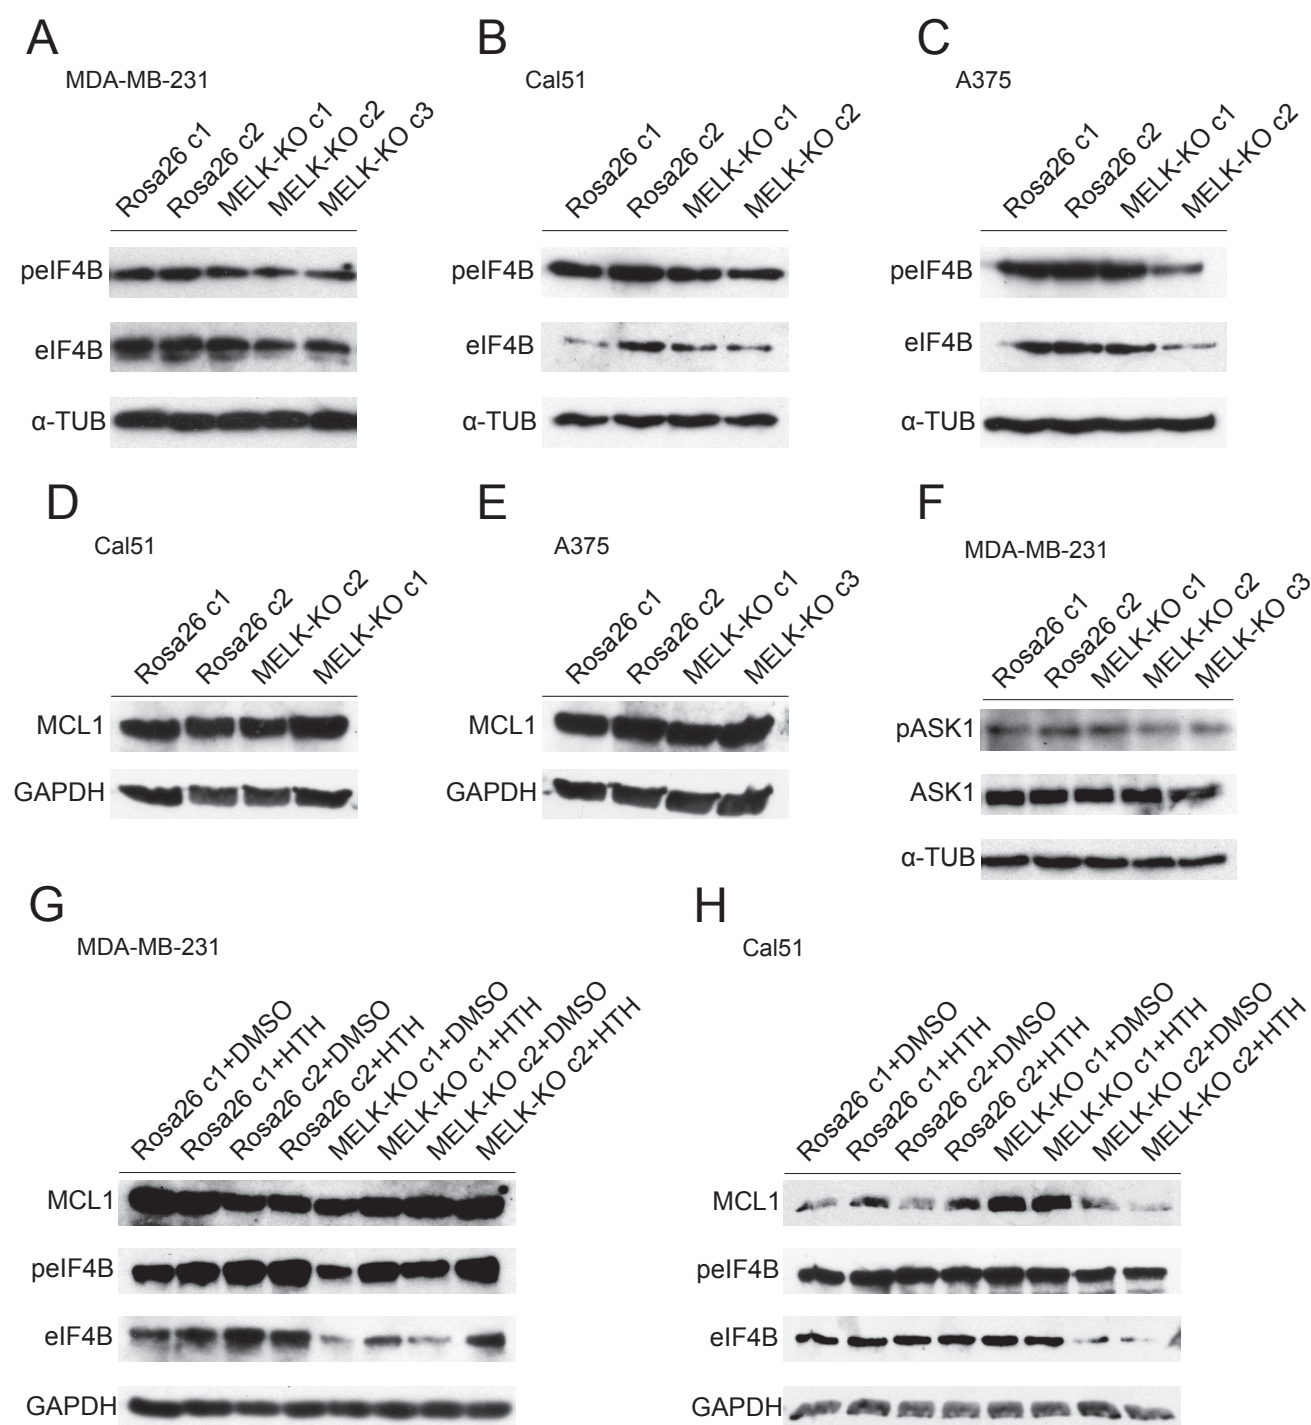 A
MDA-MB-231
Rosa26 c1
Rosa26 c2
MELK-KO c1
MELK-KO c2
MELK-KO c3
peIF4B
eIF4B
α-TUB
B
Cal51
Rosa26 c1
Rosa26 c2
MELK-KO c1
MELK-KO c2
peIF4B
eIF4B
α-TUB
C
A375
Rosa26 c1
Rosa26 c2
MELK-KO c1
MELK-KO c2
peIF4B
eIF4B
α-TUB
D
Cal51
Rosa26 c1
Rosa26 c2
MELK-KO c2
MELK-KO c1
MCL1
GAPDH
E
A375
Rosa26 c1
Rosa26 c2
MELK-KO c1
MELK-KO c3
MCL1
GAPDH
F
MDA-MB-231
Rosa26 c1
Rosa26 c2
MELK-KO c1
MELK-KO c2
MELK-KO c3
pASK1
ASK1
α-TUB
G
MDA-MB-231
Rosa26 c1+DMSO
Rosa26 c1+HTH
Rosa26 c2+DMSO
Rosa26 c2+HTH
MELK-KO c1+DMSO
MELK-KO c1+HTH
MELK-KO c2+DMSO
MELK-KO c2+HTH
MCL1
peIF4B
eIF4B
GAPDH
H
Cal51
Rosa26 c1+DMSO
Rosa26 c1+HTH
Rosa26 c2+DMSO
Rosa26 c2+HTH
MELK-KO c1+DMSO
MELK-KO c1+HTH
MELK-KO c2+DMSO
MELK-KO c2+HTH
MCL1
peIF4B
eIF4B
GAPDH